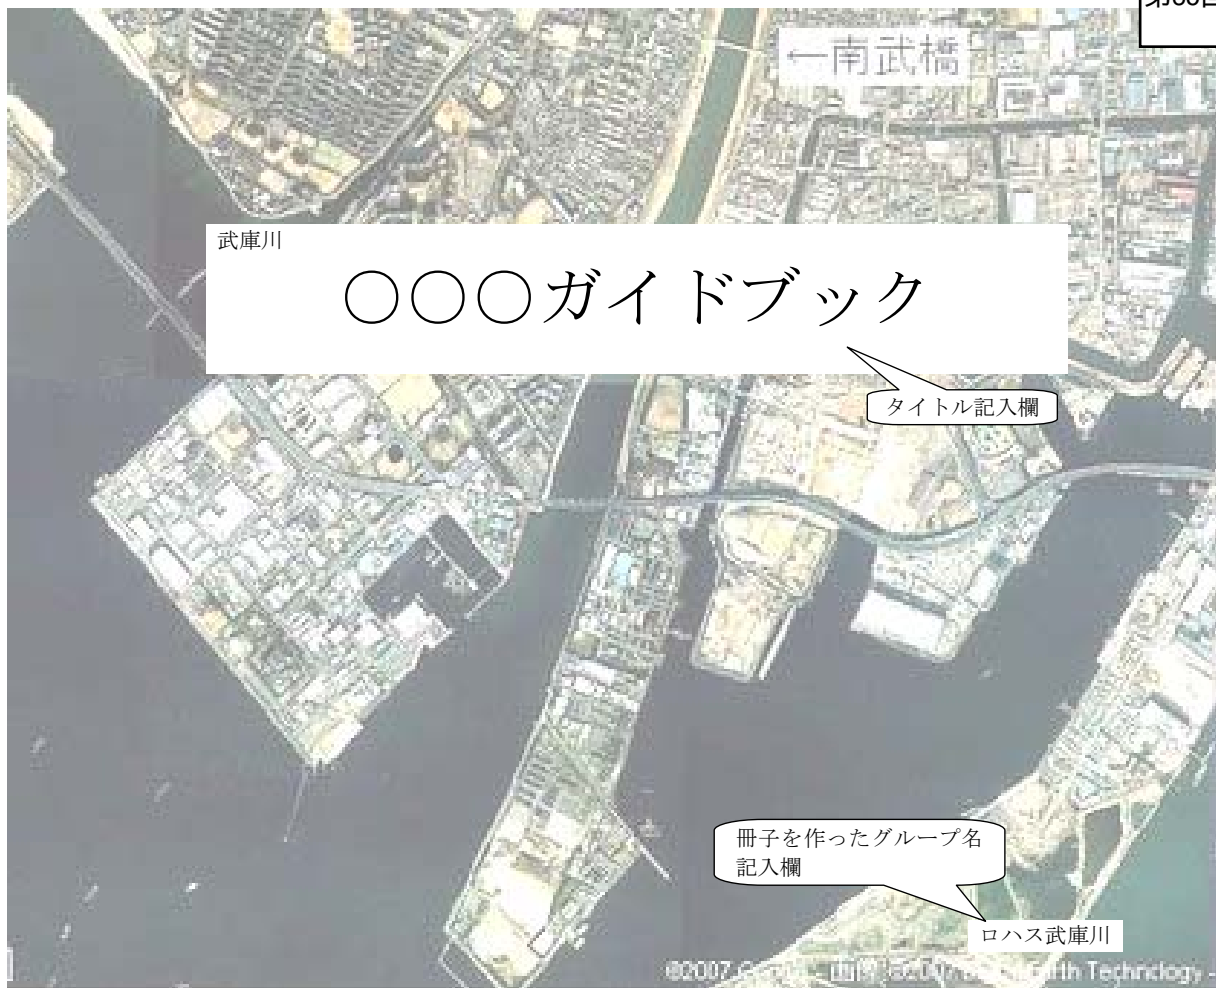 ←南武橋
武庫川
○○○ガイドブック
タイトル記入欄
冊子を作ったグループ名
記入欄
ロハス武庫川
©2007
Technology -